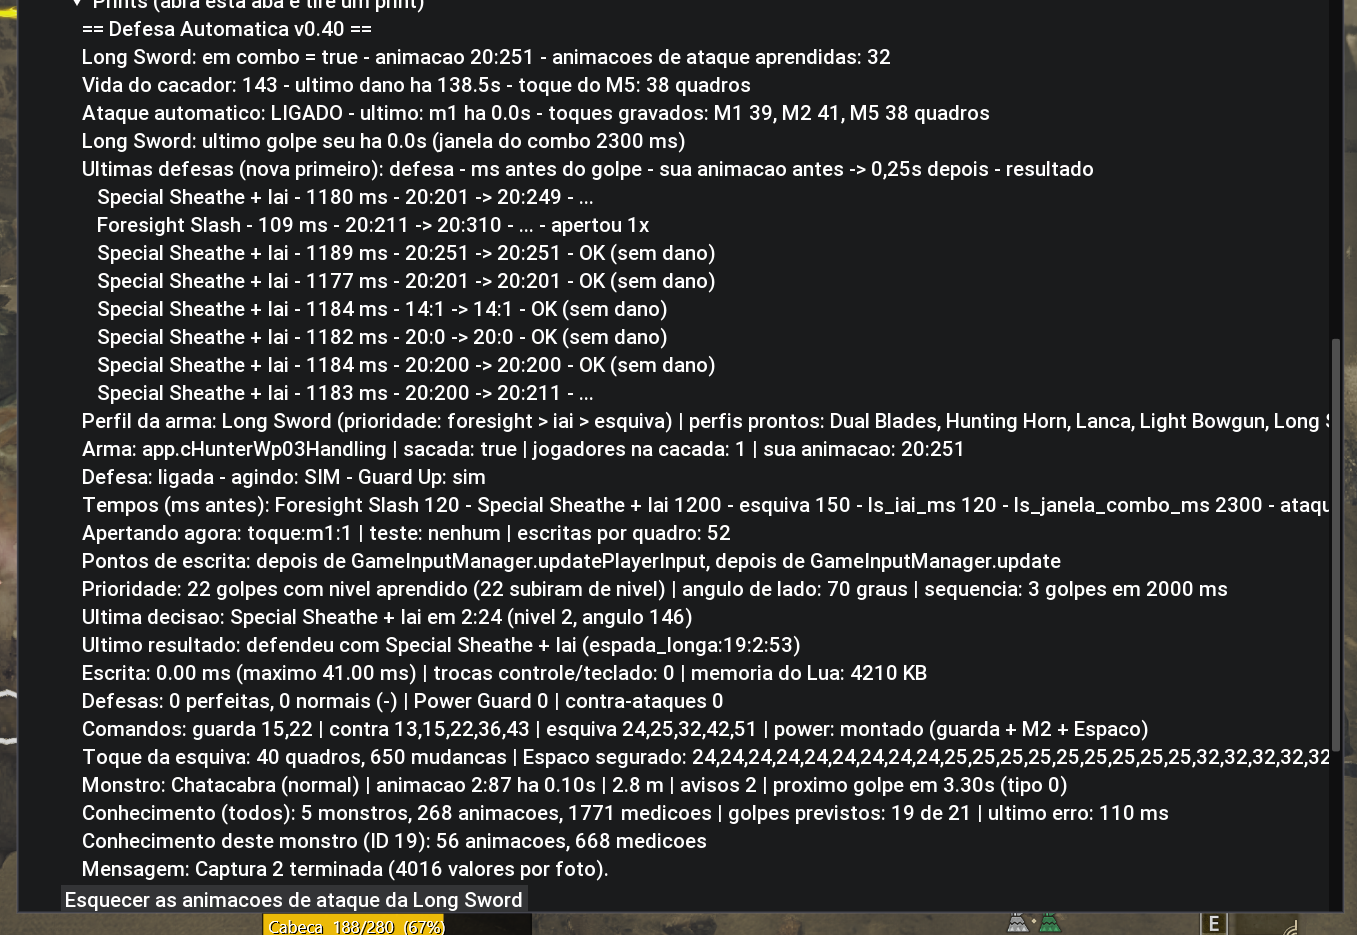 Prints (abra esta aba e tire um print)
== Defesa Automatica v0.40 ==
Long Sword: em combo = true - animacao 20:251 - animacoes de ataque aprendidas: 32
Vida do cacador: 143 - ultimo dano ha 138.5s - toque do M5: 38 quadros
Ataque automatico: LIGADO - ultimo: m1 ha 0.0s - toques gravados: M1 39, M2 41, M5 38 quadros
Long Sword: ultimo golpe seu ha 0.0s (janela do combo 2300 ms)
Ultimas defesas (nova primeiro): defesa - ms antes do golpe - sua animacao antes -> 0,25s depois - resultado
Special Sheathe + Iai - 1180 ms - 20:201 -> 20:249 - ...
Foresight Slash - 109 ms - 20:211 -> 20:310 - ... - apertou 1x
Special Sheathe + Iai - 1189 ms - 20:251 -> 20:251 - OK (sem dano)
Special Sheathe + Iai - 1177 ms - 20:201 -> 20:201 - OK (sem dano)
Special Sheathe + Iai - 1184 ms - 14:1 -> 14:1 - OK (sem dano)
Special Sheathe + Iai - 1182 ms - 20:0 -> 20:0 - OK (sem dano)
Special Sheathe + Iai - 1184 ms - 20:200 -> 20:200 - OK (sem dano)
Special Sheathe + Iai - 1183 ms - 20:200 -> 20:211 - ...
Perfil da arma: Long Sword (prioridade: foresight > iai > esquiva) | perfis prontos: Dual Blades, Hunting Horn, Lanca, Light Bowgun, Long
Arma: app.cHunterWp03Handling | sacada: true | jogadores na cacada: 1 | sua animacao: 20:251
Defesa: ligada - agindo: SIM - Guard Up: sim
Tempos (ms antes): Foresight Slash 120 - Special Sheathe + Iai 1200 - esquiva 150 - ls_iai_ms 120 - ls_janela_combo_ms 2300 - ataqu
Apertando agora: toque:m1:1 | teste: nenhum | escritas por quadro: 52
Pontos de escrita: depois de GameInputManager.updatePlayerInput, depois de GameInputManager.update
Prioridade: 22 golpes com nivel aprendido (22 subiram de nivel) | angulo de lado: 70 graus | sequencia: 3 golpes em 2000 ms
Ultima decisao: Special Sheathe + Iai em 2:24 (nivel 2, angulo 146)
Ultimo resultado: defendeu com Special Sheathe + Iai (espada_longa:19:2:53)
Escrita: 0.00 ms (maximo 41.00 ms) | trocas controle/teclado: 0 | memoria do Lua: 4210 KB
Defesas: 0 perfeitas, 0 normais (-) | Power Guard 0 | contra-ataques 0
Comandos: guarda 15,22 | contra 13,15,22,36,43 | esquiva 24,25,32,42,51 | power: montado (guarda + M2 + Espaco)
Toque da esquiva: 40 quadros, 650 mudancas | Espaco segurado: 24,24,24,24,24,24,24,24,24,25,25,25,25,25,25,25,25,25,32,32,32,32,32
Monstro: Chatacabra (normal) | animacao 2:87 ha 0.10s | 2.8 m | avisos 2 | proximo golpe em 3.30s (tipo 0)
Conhecimento (todos): 5 monstros, 268 animacoes, 1771 medicoes | golpes previstos: 19 de 21 | ultimo erro: 110 ms
Conhecimento deste monstro (ID 19): 56 animacoes, 668 medicoes
Mensagem: Captura 2 terminada (4016 valores por foto).
Esquecer as animacoes de ataque da Long Sword
Cabeca 188/280 (67%)
E